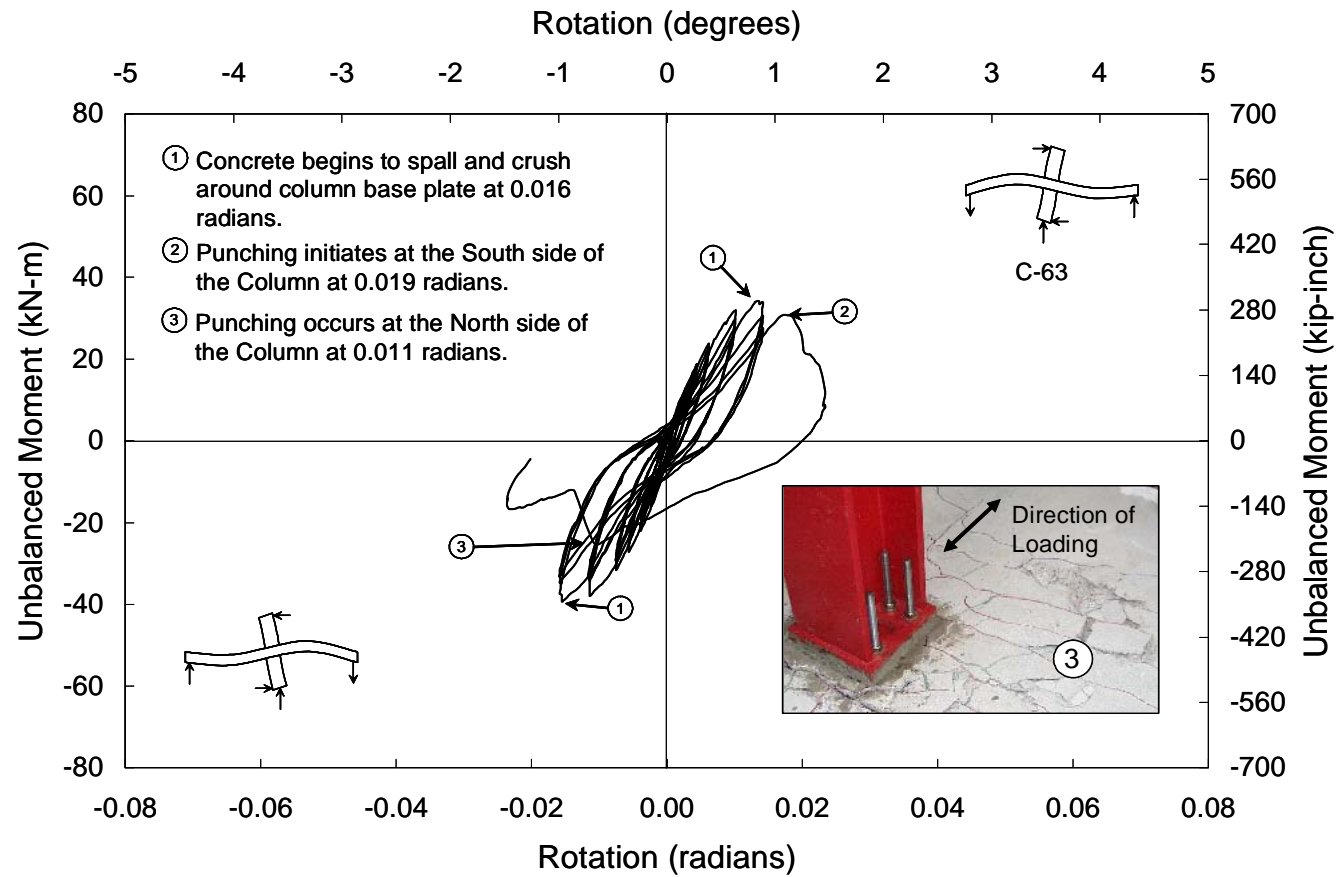 Rotation (degrees)
-5 -4 -3 -2 -1 0 1 2 3 4 5
80 700
① Concrete begins to spall and crush
around column base plate at 0.016
radians.
② Punching initiates at the South side of
the Column at 0.019 radians.
③ Punching occurs at the North side of
the Column at 0.011 radians.
60 560
40 420
20 280
0 140
-20 0
-40 -140
-60 -280
-80 -420
-560
-700
Unbalanced Moment (kN-m)
Unbalanced Moment (kip-inch)
C-63
①
②
③
①
Direction of
Loading
③
-0.08 -0.06 -0.04 -0.02 0.00 0.02 0.04 0.06 0.08
Rotation (radians)